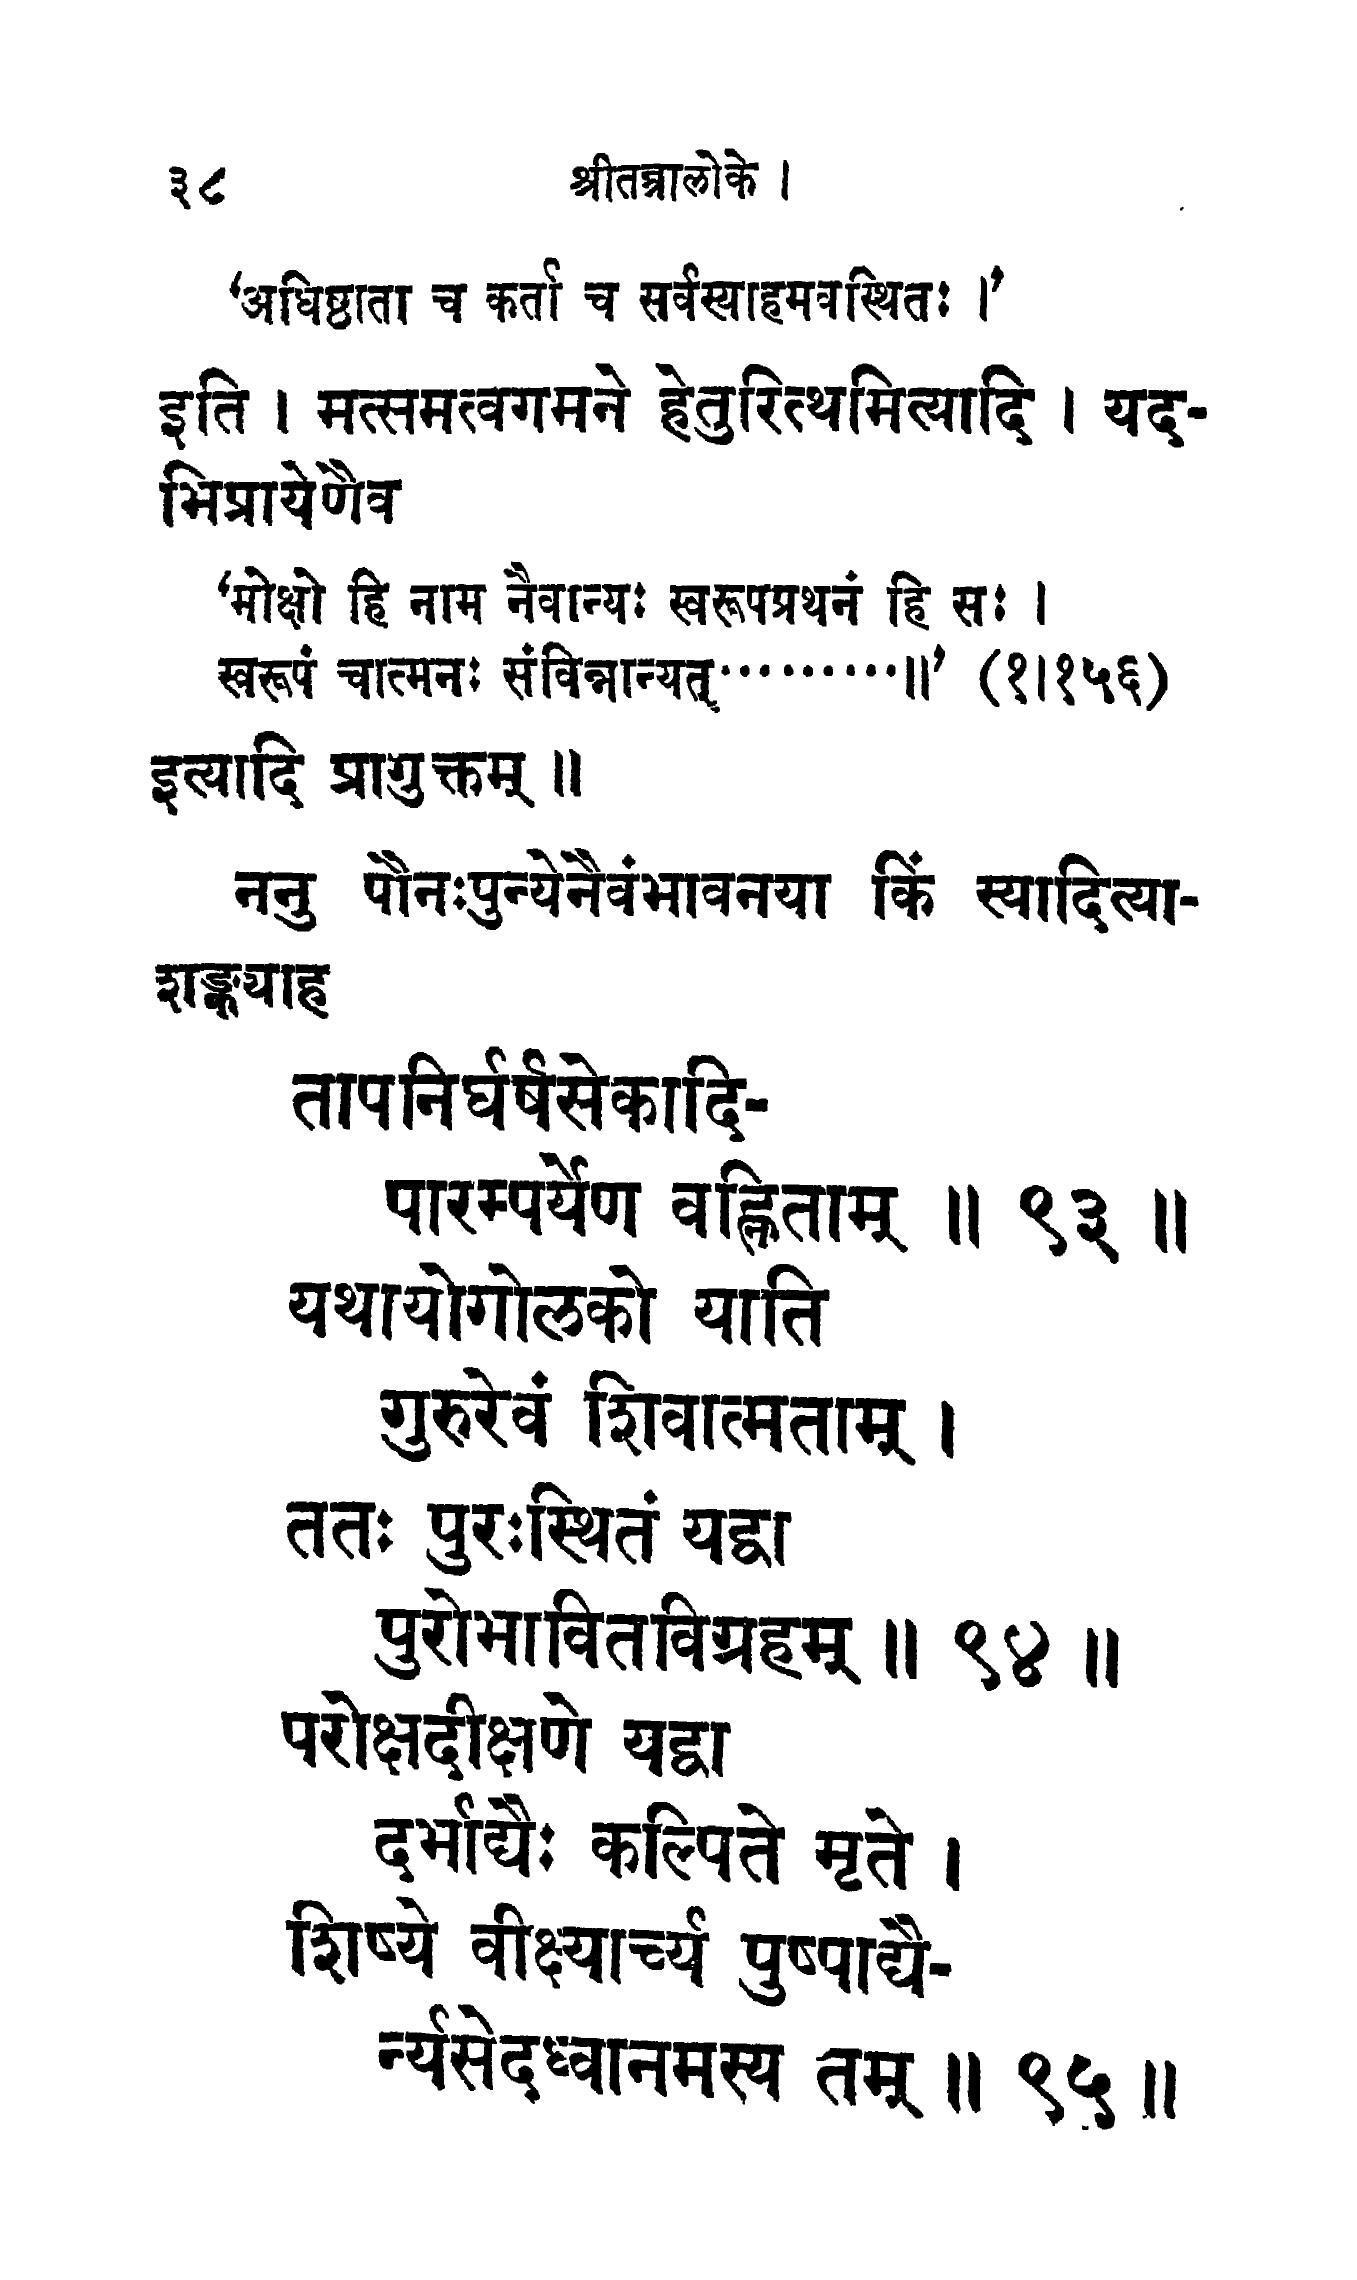 ३८ श्रीतन्त्रालोके ।
‘अधिष्ठाता च कर्ता च सर्वस्याहमवस्थितः ।’
इति । मत्समत्वगमने हेतुरित्थमित्यादि । यद-
भिप्रायेणैव
‘मोक्षो हि नाम नैवान्यः स्वरूपप्रथनं हि सः ।
स्वरूपं चात्मनः संविन्नान्यत्·········॥’ (१।१५६)
इत्यादि प्रागुक्तम् ॥
ननु पौनःपुन्येनैवंभावनया किं स्यादित्या-
शङ्क्याह
तापनिर्घर्षसेकादि-
पारम्पर्येण वह्निताम् ॥ ९३ ॥
यथायोगोलको याति
गुरुरेवं शिवात्मताम् ।
ततः पुरःस्थितं यद्वा
पुरोभावितविग्रहम् ॥ ९४ ॥
परोक्षदीक्षणे यद्वा
दर्भाद्यैः कल्पिते मृते ।
शिष्ये वीक्ष्यार्च्य पुष्पाद्यै-
र्न्यसेदध्वानमस्य तम् ॥ ९५ ॥